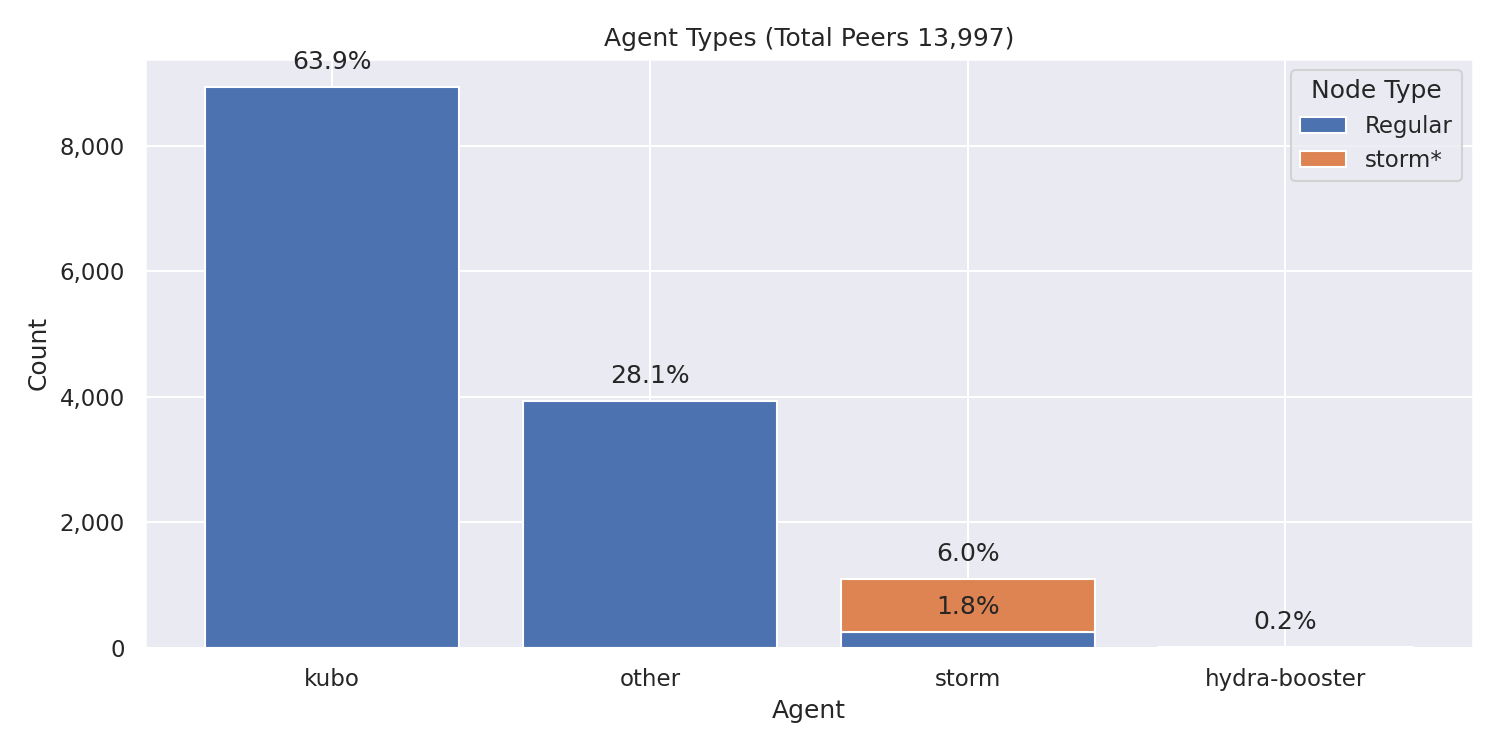 Agent Types (Total Peers 13,997)
63.9%
Node Type
Regular
storm*
8,000
6,000
28.1%
4,000
Count
2,000
6.0%
1.8%
0.2%
0
kubo
other
storm
hydra-booster
Agent